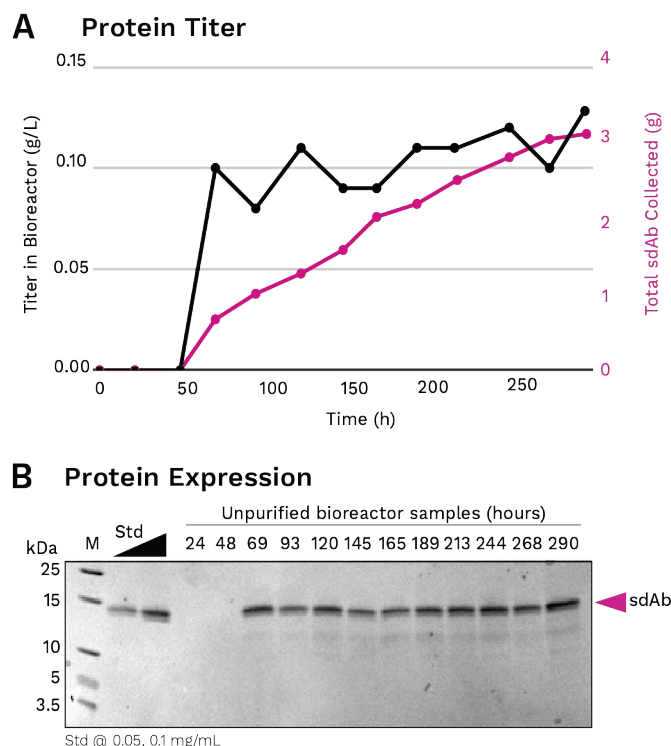 A Protein Titer
0.15
0.10
0.05
0.00
Titer in Bioreactor (g/L)
4
3
2
1
0
Total sdAb Collected (g)
0 50 100 150 200 250
Time (h)
B Protein Expression
Unpurified bioreactor samples (hours)
kDa M Std 24 48 69 93 120 145 165 189 213 244 268 290
25
15
10
5
3.5
sdAb
Std @ 0.05, 0.1 mg/mL